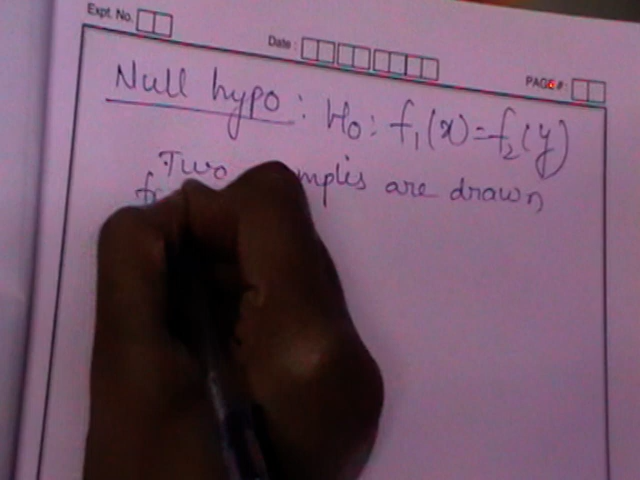 Expt. No.
Date :
PAGE # :
Null hypo : H0 : f1(x) = f2(y)
Two are drawn